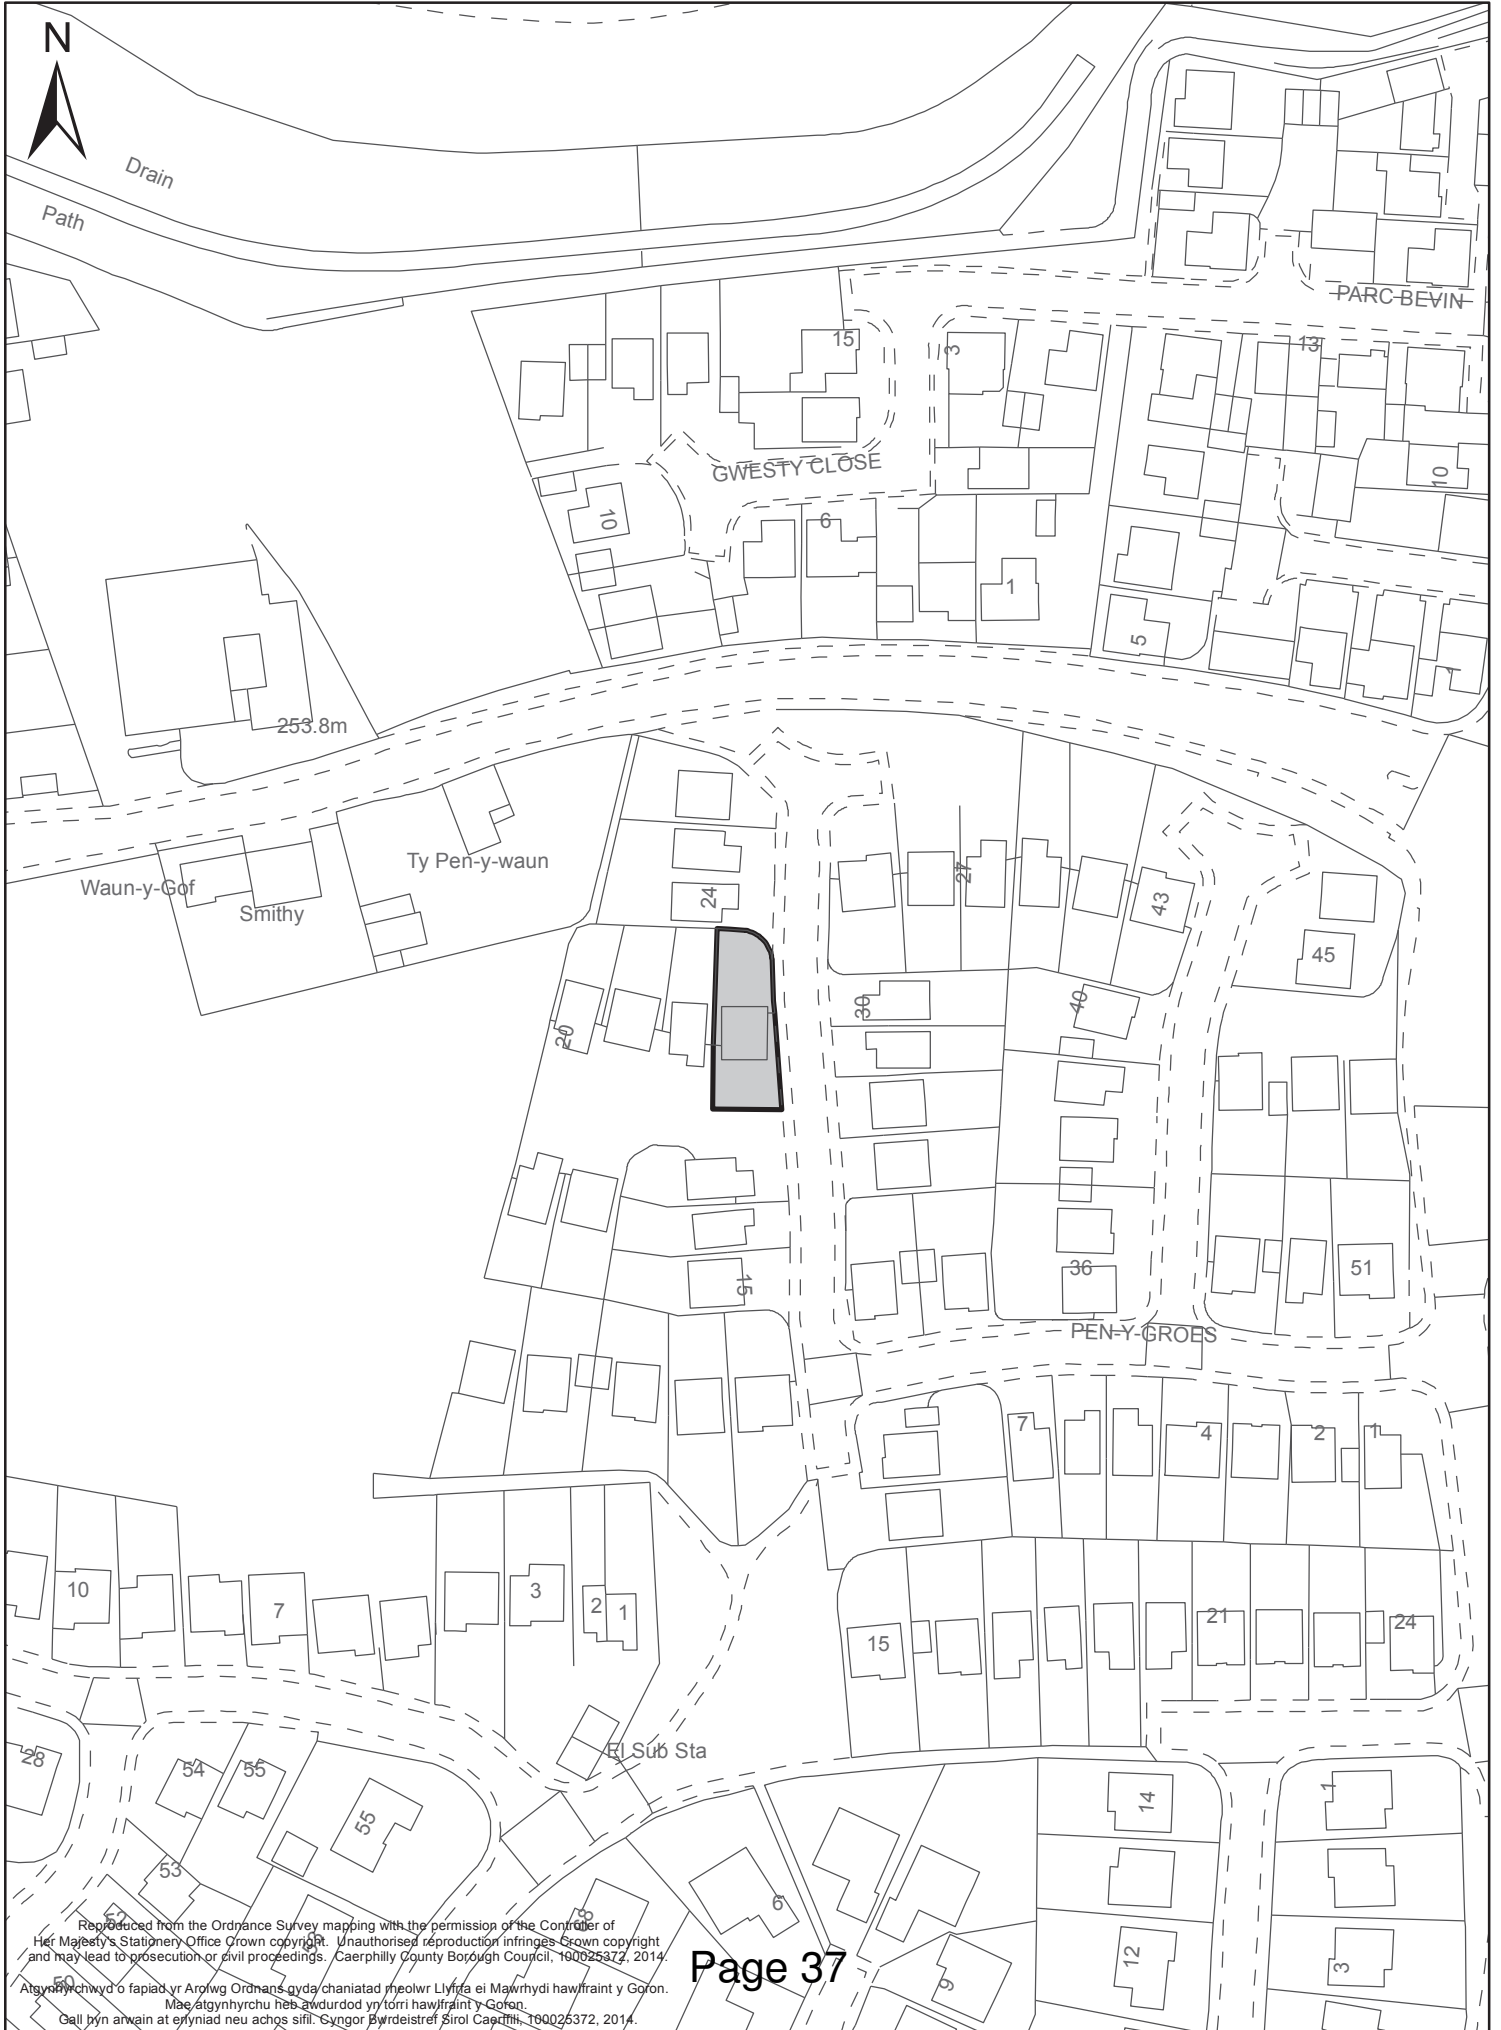 N
Drain
Path
PARC BEVIN
15
3
13
GWESTY CLOSE
10
10
6
1
5
1
253.8m
Ty Pen-y-waun
Waun-y-Gof
Smithy
24
27
43
45
20
30
40
15
36
51
PEN-Y-GROES
7
4
2
1
10
7
3
2
1
15
21
24
El Sub Sta
28
54
55
55
14
1
53
52
58
6
12
3
9
50
Reproduced from the Ordnance Survey mapping with the permission of the Controller of
Her Majesty's Stationery Office Crown copyright. Unauthorised reproduction infringes Crown copyright
and may lead to prosecution or civil proceedings. Caerphilly County Borough Council, 100025372, 2014.
Page 37
Atgynhyrchwyd o fapiad yr Arolwg Ordnans gyda chaniatad rheolwr Llyfrfa ei Mawrhydi hawlfraint y Goron.
Mae atgynhyrchu heb awdurdod yn torri hawlfraint y Goron.
Gall hyn arwain at erlyniad neu achos sifil. Cyngor Bwrdeistref Sirol Caerffili, 100025372, 2014.